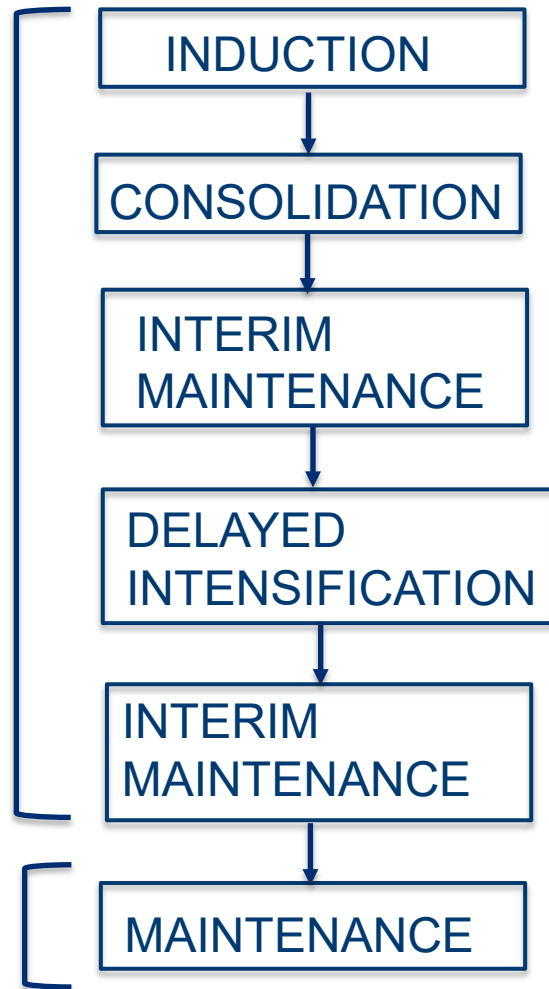 INDUCTION
CONSOLIDATION
INTERIM
MAINTENANCE
DELAYED
INTENSIFICATION
INTERIM
MAINTENANCE
MAINTENANCE